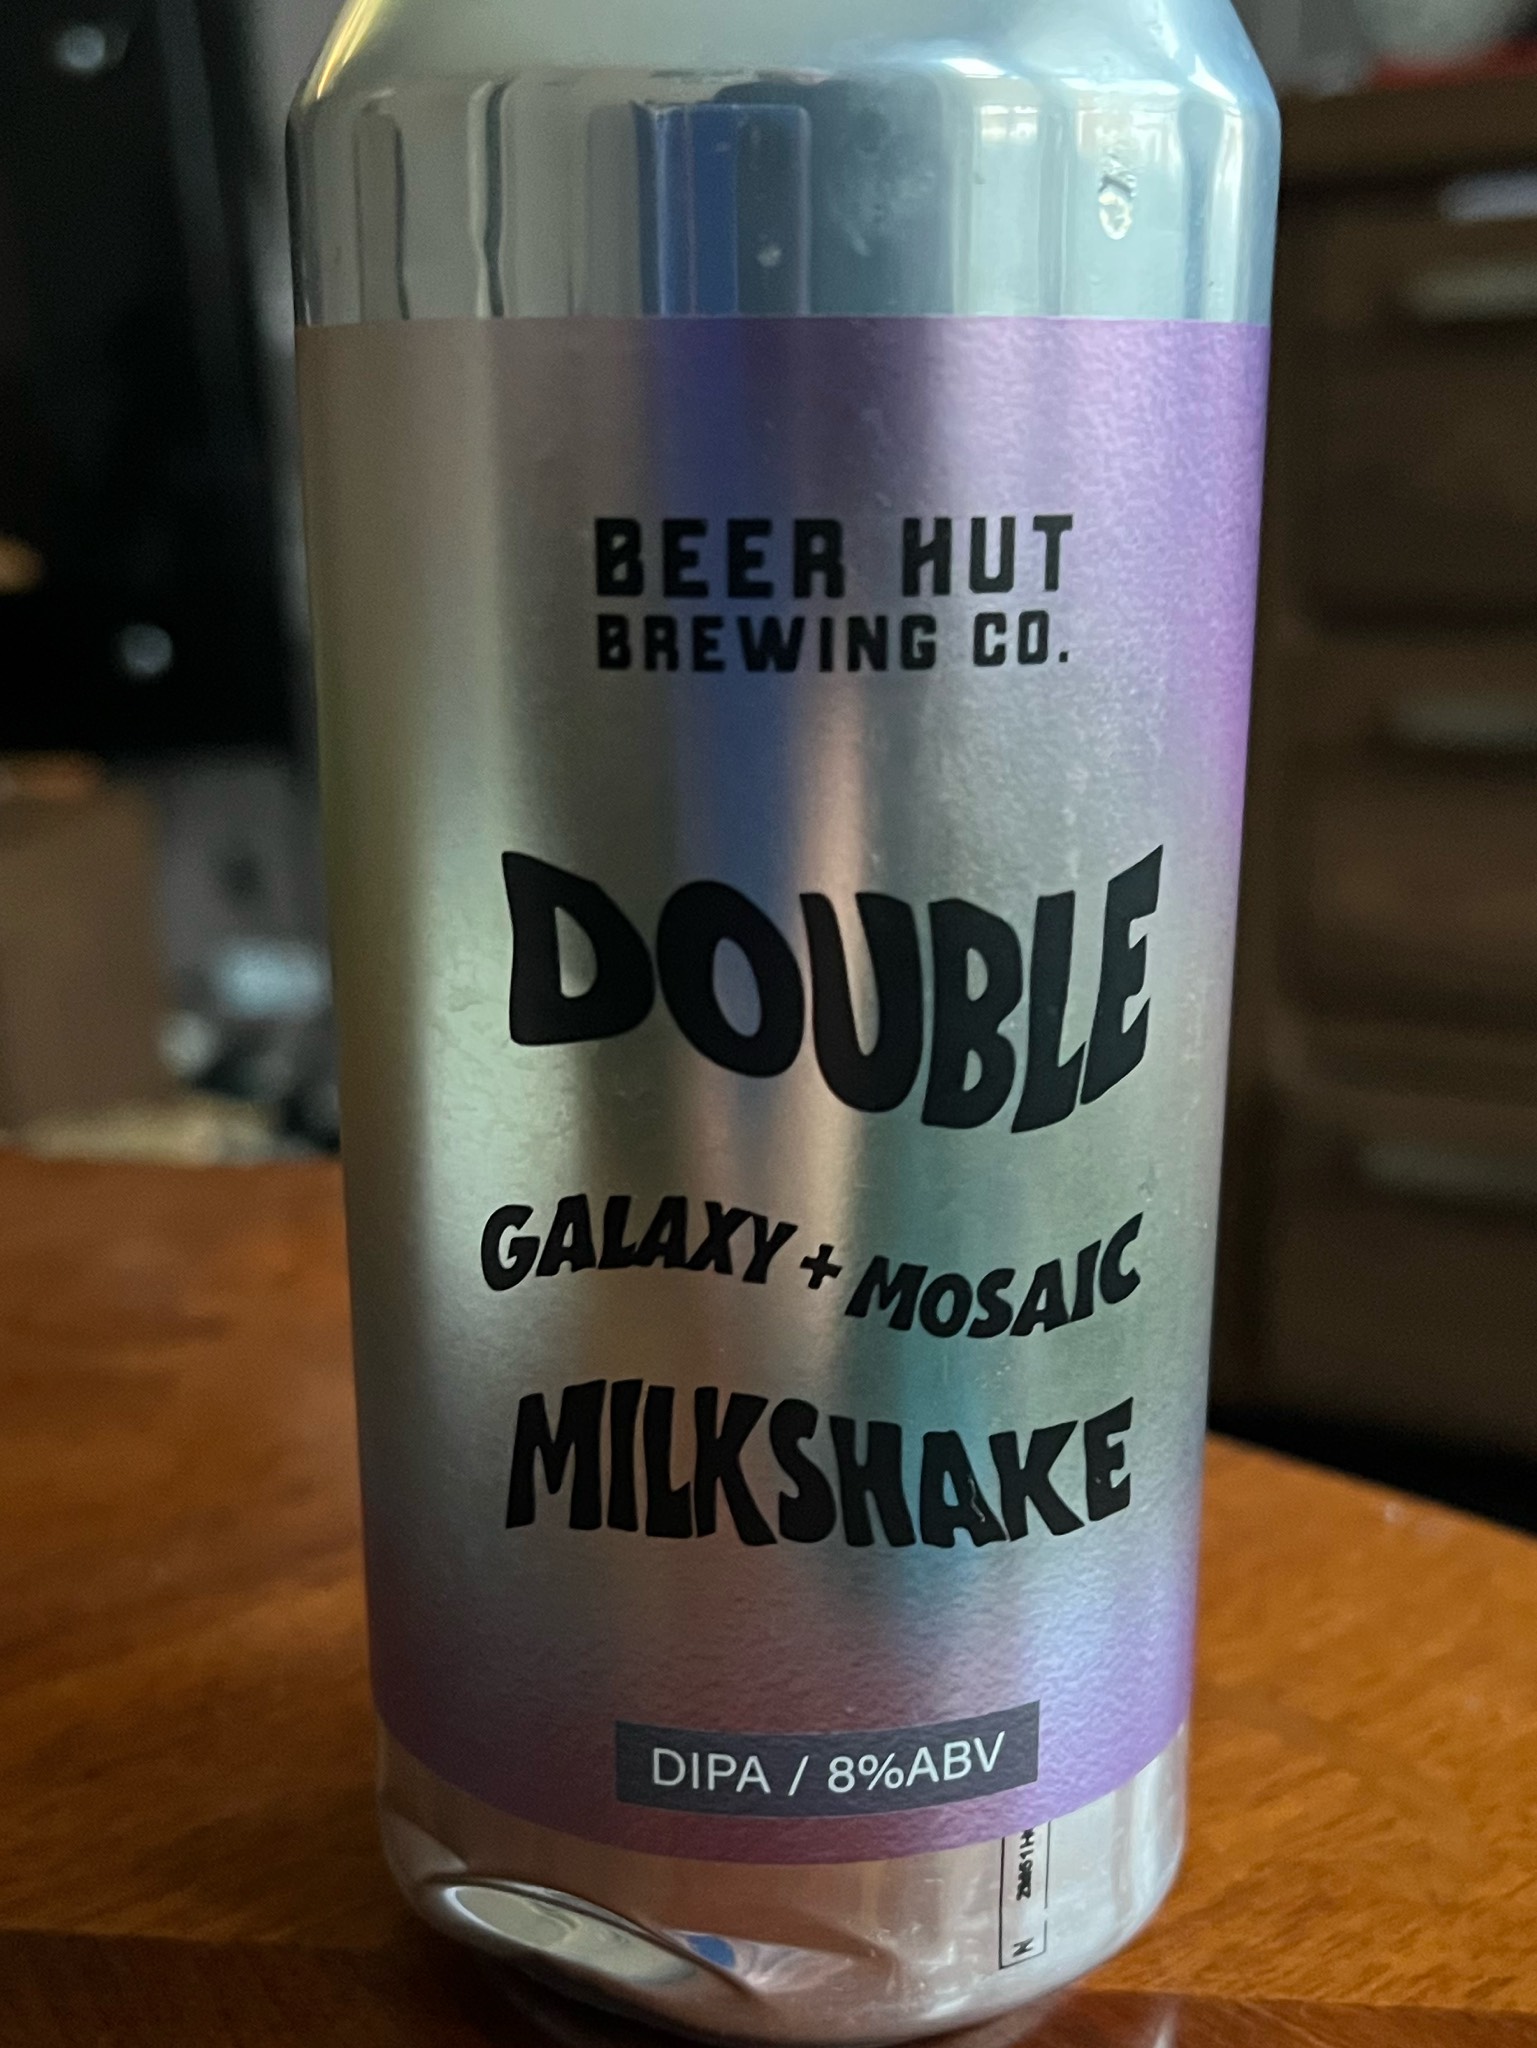 BEER HUT
BREWING CO.
DOUBLE
GALAXY + MOSAIC
MILKSHAKE
DIPA / 8%ABV
N